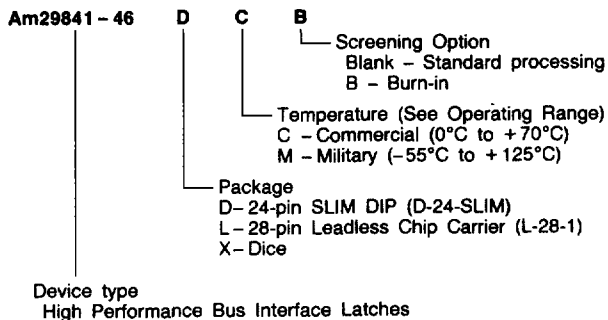 Am29841 – 46 D C B
Screening Option
Blank – Standard processing
B – Burn-in
Temperature (See Operating Range)
C – Commercial (0°C to +70°C)
M – Military (–55°C to +125°C)
Package
D– 24-pin SLIM DIP (D-24-SLIM)
L – 28-pin Leadless Chip Carrier (L-28-1)
X – Dice
Device type
High Performance Bus Interface Latches